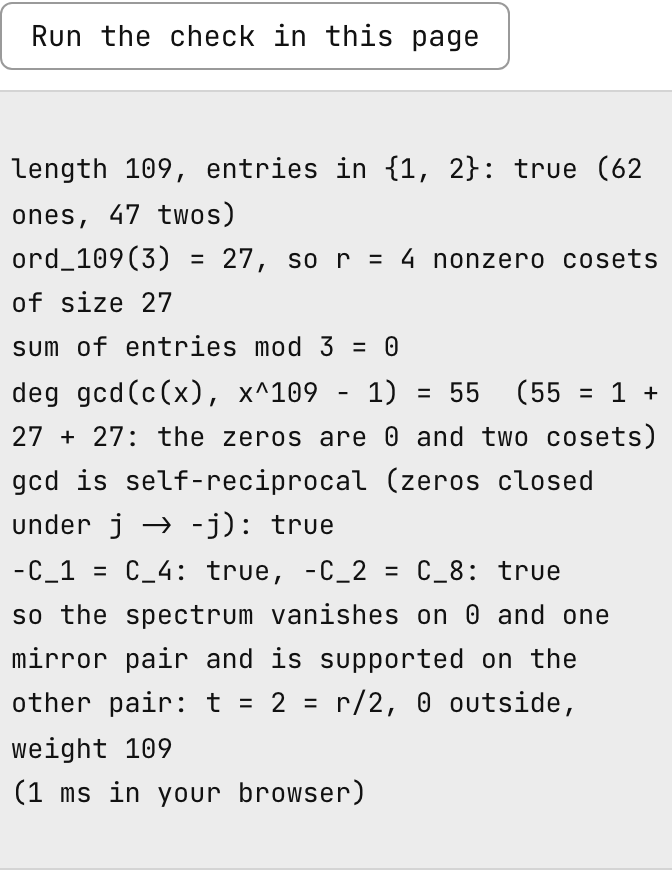 Run the check in this page
length 109, entries in {1, 2}: true (62
ones, 47 twos)
ord_109(3) = 27, so r = 4 nonzero cosets
of size 27
sum of entries mod 3 = 0
deg gcd(c(x), x^109 - 1) = 55  (55 = 1 +
27 + 27: the zeros are 0 and two cosets)
gcd is self-reciprocal (zeros closed
under j → -j): true
-C_1 = C_4: true, -C_2 = C_8: true
so the spectrum vanishes on 0 and one
mirror pair and is supported on the
other pair: t = 2 = r/2, 0 outside,
weight 109
(1 ms in your browser)